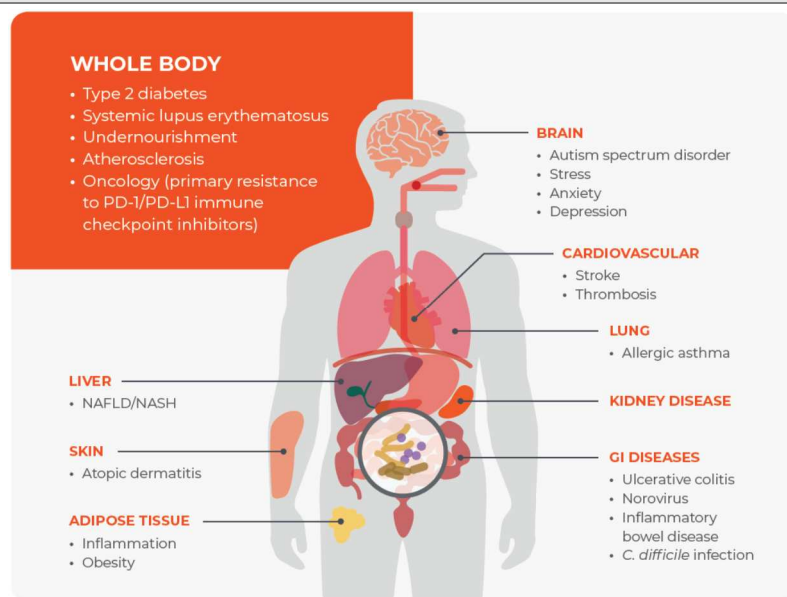 WHOLE BODY
• Type 2 diabetes
• Systemic lupus erythematosus
• Undernourishment
• Atherosclerosis
• Oncology (primary resistance
to PD-1/PD-L1 immune
checkpoint inhibitors)
BRAIN
• Autism spectrum disorder
• Stress
• Anxiety
• Depression
CARDIOVASCULAR
• Stroke
• Thrombosis
LUNG
• Allergic asthma
LIVER
• NAFLD/NASH
KIDNEY DISEASE
SKIN
• Atopic dermatitis
GI DISEASES
• Ulcerative colitis
• Norovirus
• Inflammatory
bowel disease
• C. difficile infection
ADIPOSE TISSUE
• Inflammation
• Obesity